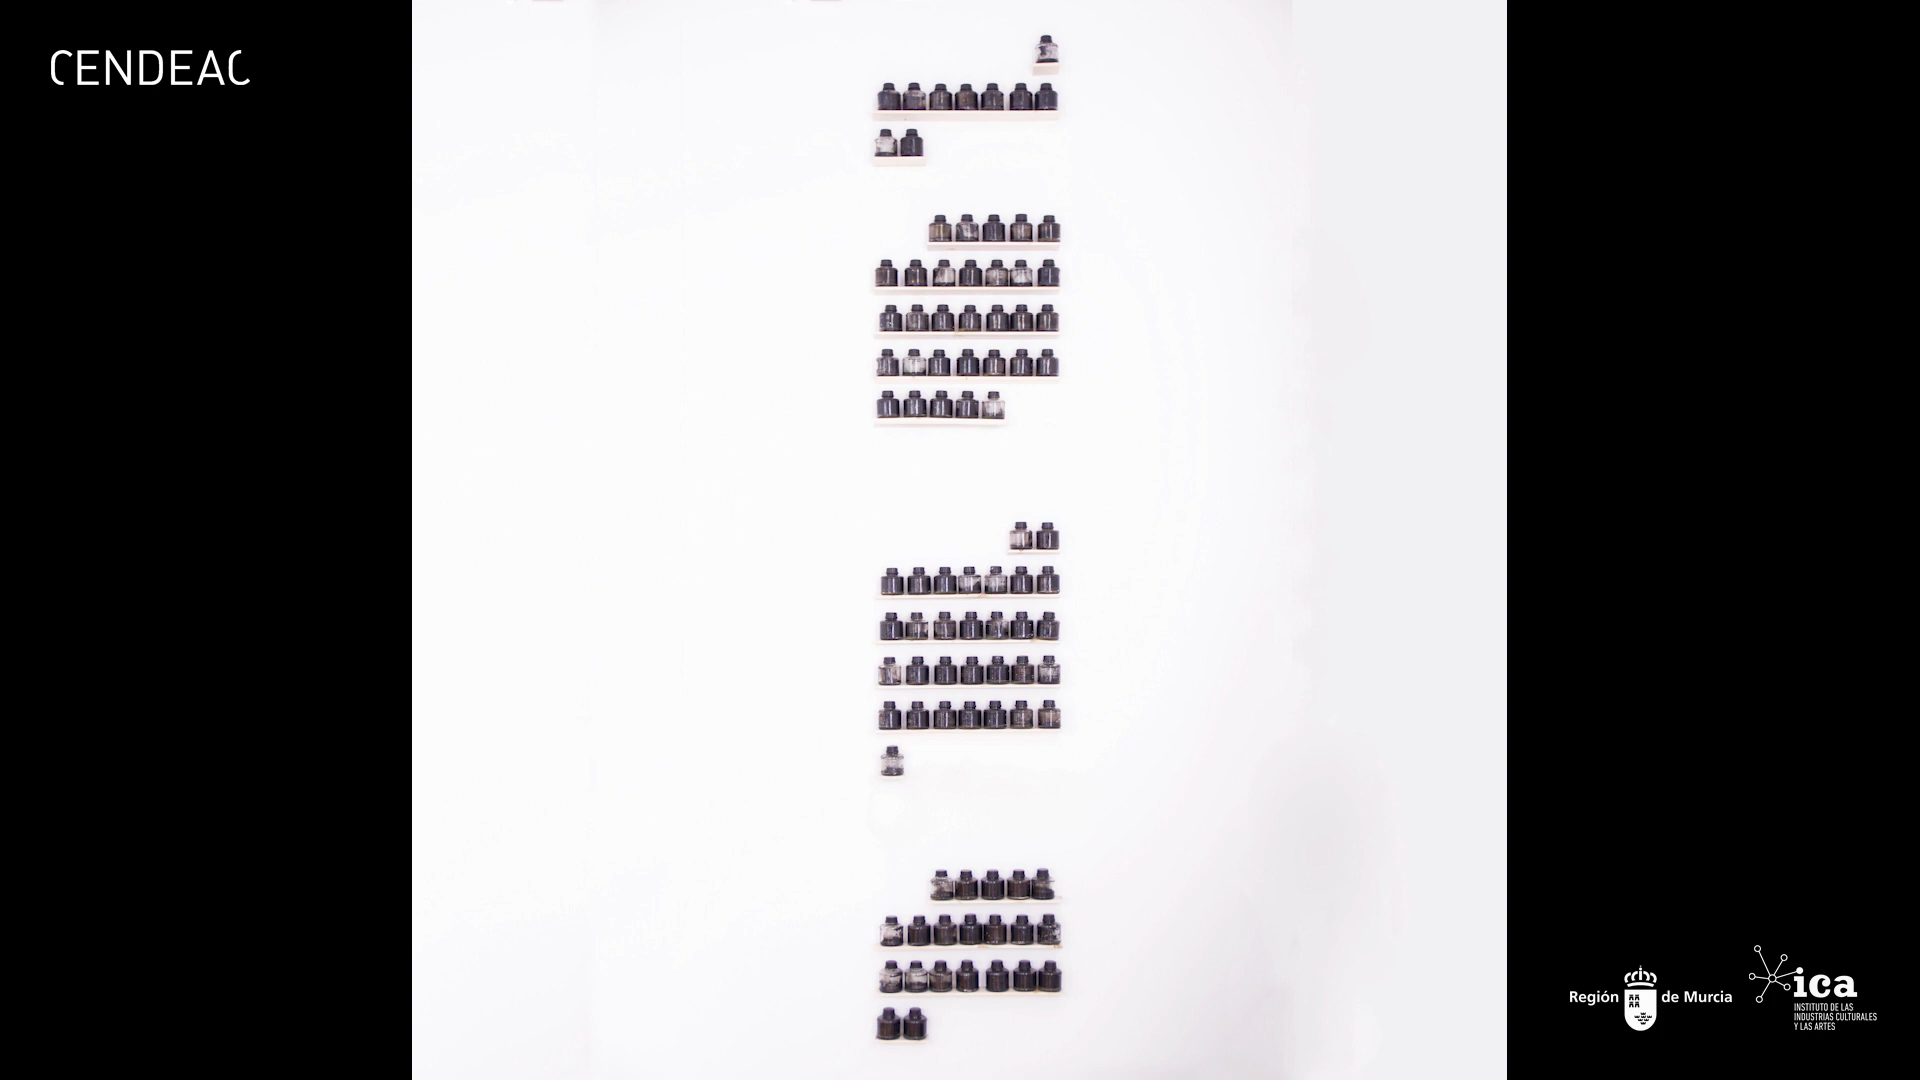 CENDEAC
Región de Murcia
ica
INSTITUTO DE LAS
INDUSTRIAS CULTURALES
Y LAS ARTES